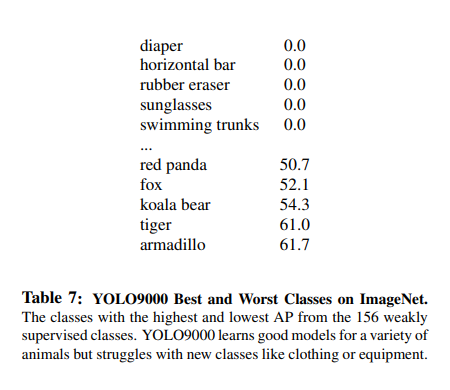 diaper 0.0
horizontal bar 0.0
rubber eraser 0.0
sunglasses 0.0
swimming trunks 0.0
...
red panda 50.7
fox 52.1
koala bear 54.3
tiger 61.0
armadillo 61.7
Table 7: YOLO9000 Best and Worst Classes on ImageNet.
The classes with the highest and lowest AP from the 156 weakly
supervised classes. YOLO9000 learns good models for a variety of
animals but struggles with new classes like clothing or equipment.